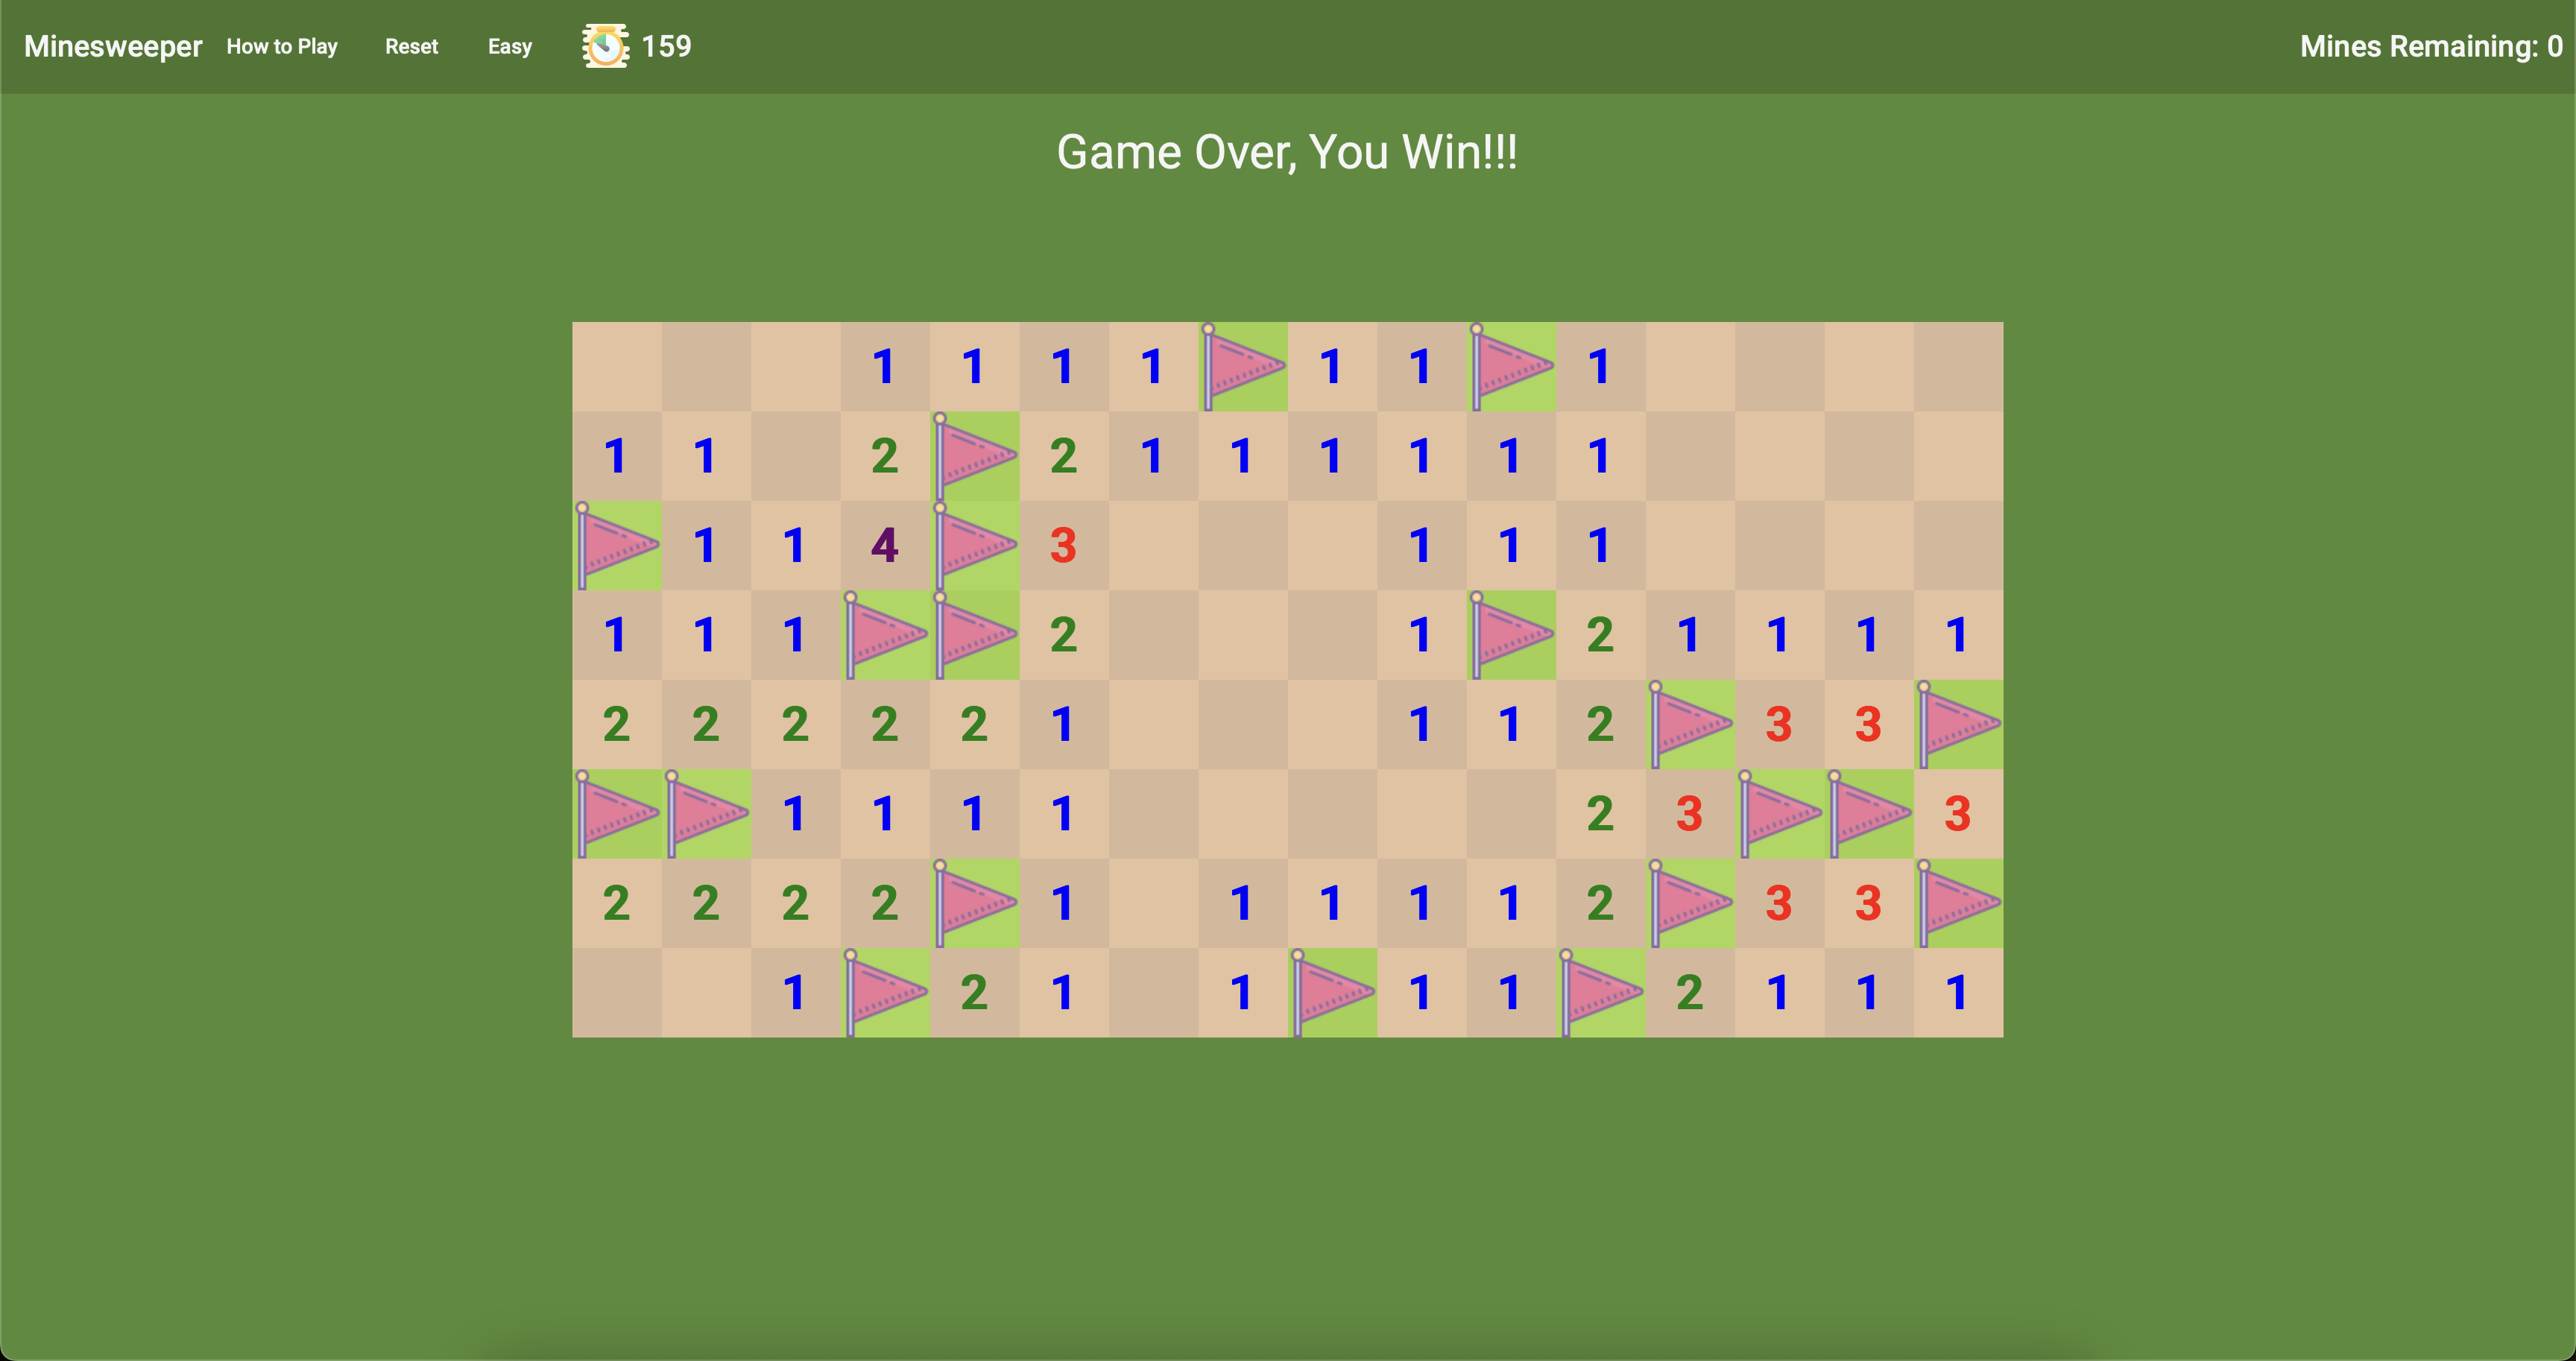 Minesweeper How to Play Reset Easy 159 Mines Remaining: 0
Game Over, You Win!!!
1 1 1 1 1 1 1
1 1 2 2 1 1 1 1 1 1
1 1 4 3 1 1 1
1 1 1 2 1 2 1 1 1 1
2 2 2 2 2 1 1 1 2 3 3
1 1 1 1 2 3 3
2 2 2 2 1 1 1 1 1 2 3 3
1 2 1 1 1 1 2 1 1 1